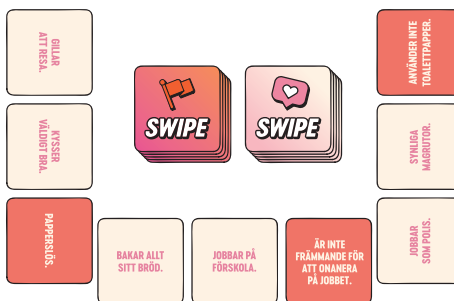 GILLAR
ATT RESA.
KYSSER
VÄLDIGT BRA.
PAPPERSLÖS.
SWIPE
SWIPE
BAKAR ALLT
SITT BRÖD.
JOBBAR PÅ
FÖRSKOLA.
ÄR INTE
FRÄMMANDE FÖR
ATT ONANERA
PÅ JOBBET.
ANVÄNDER INTE
TOALETTPAPPER.
SYNLIGA
MAGRUTOR.
JOBBAR
SOM POLIS.